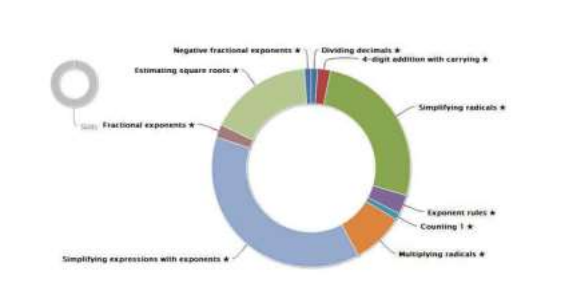 Negative fractional exponents ★
Dividing decimals ★
4-digit addition with carrying ★
Estimating square roots ★
Simplifying radicals ★
Skills
Fractional exponents ★
Exponent rules ★
Counting 1 ★
Multiplying radicals ★
Simplifying expressions with exponents ★